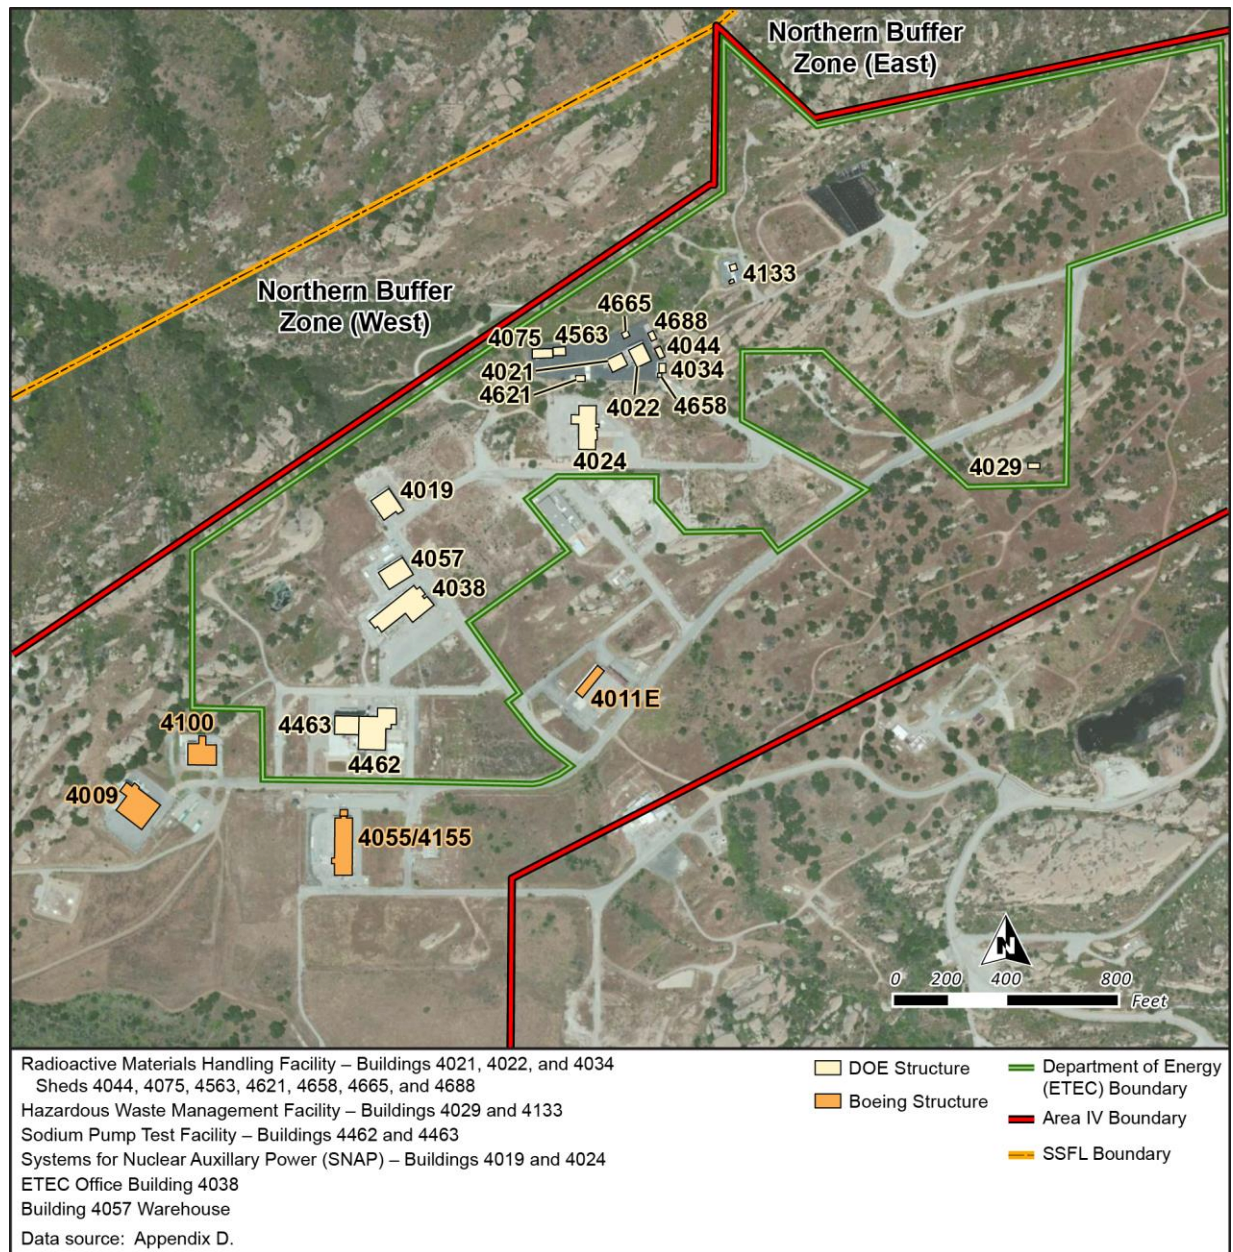 Northern Buffer
Zone (East)
Northern Buffer
Zone (West)
4133
4665
4688
4075
4563
4044
4021
4034
4621
4022
4658
4024
4029
4019
4057
4038
4011E
4463
4462
4100
4009
4055/4155
N
0 200 400 800
Feet
Radioactive Materials Handling Facility – Buildings 4021, 4022, and 4034
Sheds 4044, 4075, 4563, 4621, 4658, 4665, and 4688
Hazardous Waste Management Facility – Buildings 4029 and 4133
Sodium Pump Test Facility – Buildings 4462 and 4463
Systems for Nuclear Auxillary Power (SNAP) – Buildings 4019 and 4024
ETEC Office Building 4038
Building 4057 Warehouse
Data source: Appendix D.
DOE Structure
Boeing Structure
Department of Energy
(ETEC) Boundary
Area IV Boundary
SSFL Boundary